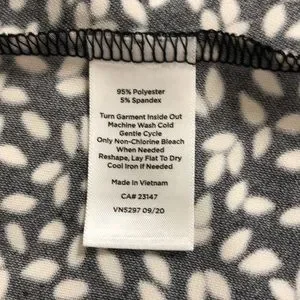 95% Polyester
5% Spandex
Turn Garment Inside Out
Machine Wash Cold
Gentle Cycle
Only Non-Chlorine Bleach
When Needed
Reshape, Lay Flat To Dry
Cool Iron If Needed
Made In Vietnam
CA# 23147
VN5297 09/20